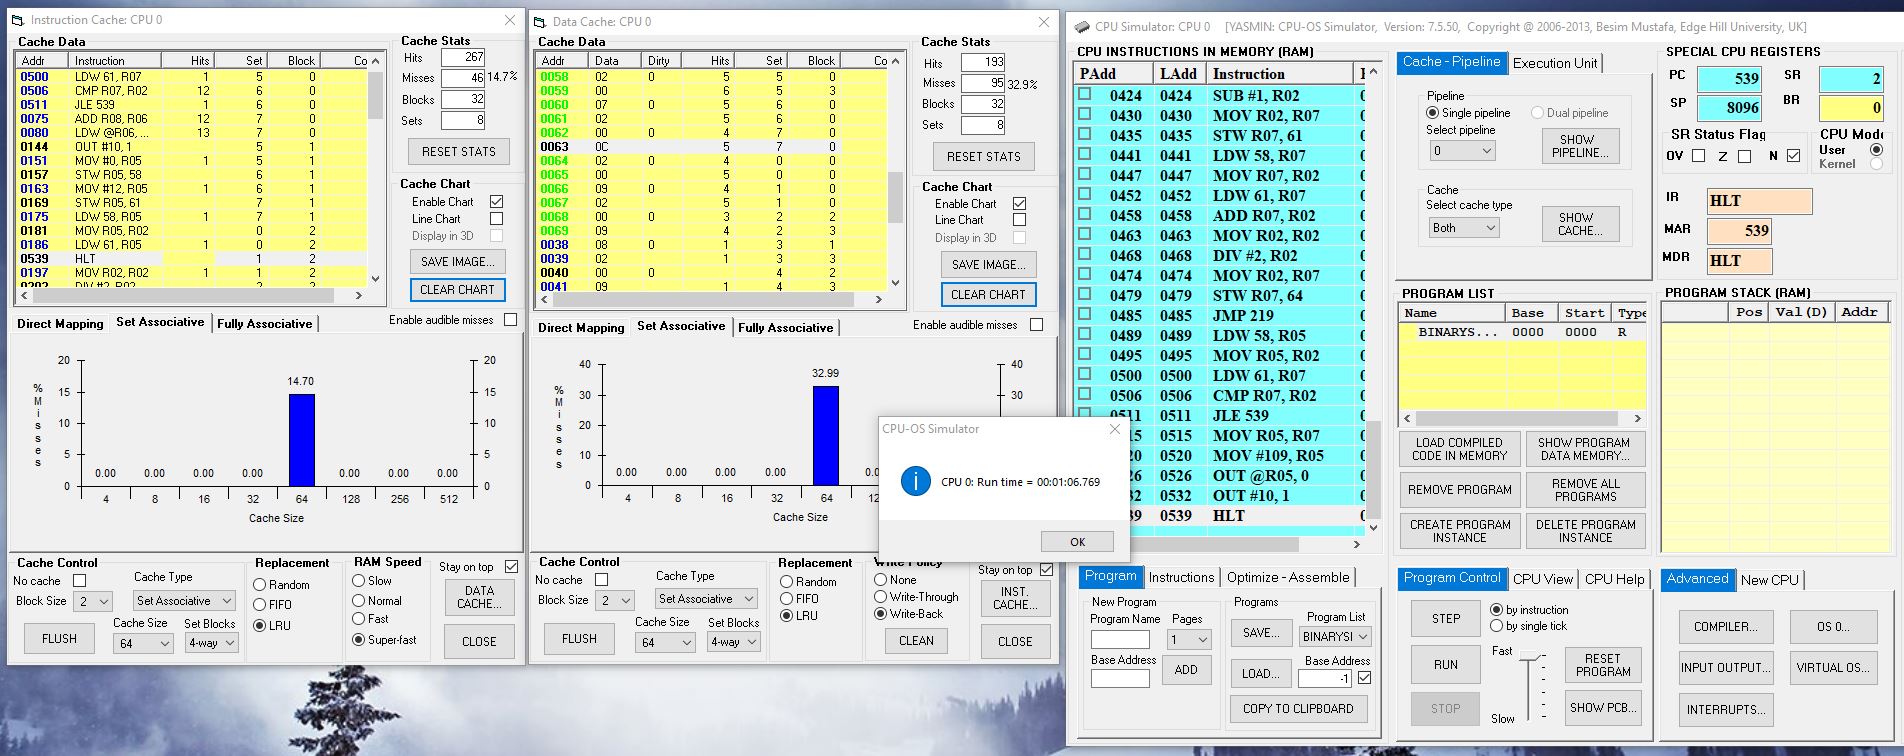 Instruction Cache: CPU 0
Cache Data
Addr Instruction Hits Set Block Co
0500 LDW 61, R07 1 5 0
0506 CMP R07, R02 12 6 0
0511 JLE 539 1 6 0
0075 ADD R08, R06 12 7 0
0080 LDW @R06, ... 13 7 0
0144 OUT #10, 1 5 1
0151 MOV #0, R05 1 5 1
0157 STW R05, 58 6 1
0163 MOV #12, R05 1 6 1
0169 STW R05, 61 7 1
0175 LDW 58, R05 1 7 1
0181 MOV R05, R02 0 2
0186 LDW 61, R05 1 0 2
0539 HLT 1 2
0197 MOV R02, R02 1 1 2
Cache Stats
Hits 267
Misses 46 14.7%
Blocks 32
Sets 8
RESET STATS
Cache Chart
Enable Chart
Line Chart
Display in 3D
SAVE IMAGE...
CLEAR CHART
Enable audible misses
Direct Mapping Set Associative Fully Associative
% Misses
20 20
15 15
10 10
5 5
0 0
0.00 0.00 0.00 0.00 14.70 0.00 0.00 0.00
4 8 16 32 64 128 256 512
Cache Size
Cache Control
No cache
Block Size 2
FLUSH
Cache Type
Set Associative
Cache Size Set Blocks
64 4-way
Replacement
Random
FIFO
LRU
RAM Speed
Slow
Normal
Fast
Super-fast
Stay on top
DATA CACHE...
CLOSE
Data Cache: CPU 0
Cache Data
Addr Data Dirty Hits Set Block Co
0058 02 0 5 5 0
0059 00 6 5 3
0060 07 0 5 5 0
0061 02 5 6 0
0062 00 0 4 7 0
0063 0C 5 7 0
0064 02 0 4 0 0
0065 00 5 0 0
0066 09 0 4 1 0
0067 02 5 1 0
0068 00 0 3 2 2
0069 09 4 2 3
0038 08 0 1 3 1
0039 02 1 3 3
0040 00 0 4 2
0041 09 1 4 3
Cache Stats
Hits 193
Misses 95 32.9%
Blocks 32
Sets 8
RESET STATS
Cache Chart
Enable Chart
Line Chart
Display in 3D
SAVE IMAGE...
CLEAR CHART
Enable audible misses
Direct Mapping Set Associative Fully Associative
% Misses
40 40
30 30
20
10
0
0.00 0.00 0.00 0.00 32.99 0.
4 8 16 32 64 12
Cache Size
Cache Control
No cache
Block Size 2
FLUSH
Cache Type
Set Associative
Cache Size Set Blocks
64 4-way
Replacement
Random
FIFO
LRU
Write Policy
None
Write-Through
Write-Back
CLEAN
Stay on top
INST. CACHE...
CLOSE
CPU-OS Simulator
CPU 0: Run time = 00:01:06.769
OK
CPU Simulator: CPU 0 [YASMIN: CPU-OS Simulator, Version: 7.5.50, Copyright @ 2006-2013, Besim Mustafa, Edge Hill University, UK]
CPU INSTRUCTIONS IN MEMORY (RAM)
PAdd LAdd Instruction
0424 0424 SUB #1, R02
0430 0430 MOV R02, R07
0435 0435 STW R07, 61
0441 0441 LDW 58, R07
0447 0447 MOV R07, R02
0452 0452 LDW 61, R07
0458 0458 ADD R07, R02
0463 0463 MOV R02, R02
0468 0468 DIV #2, R02
0474 0474 MOV R02, R07
0479 0479 STW R07, 64
0485 0485 JMP 219
0489 0489 LDW 58, R05
0495 0495 MOV R05, R02
0500 0500 LDW 61, R07
0506 0506 CMP R07, R02
0511 0511 JLE 539
15 0515 MOV R05, R07
20 0520 MOV #109, R05
26 0526 OUT @R05, 0
32 0532 OUT #10, 1
39 0539 HLT
Program Instructions Optimize - Assemble
New Program
Program Name Pages
1
Base Address
ADD
Programs
SAVE... Program List
BINARYSI
Base Address
LOAD... -1
COPY TO CLIPBOARD
Cache - Pipeline Execution Unit
Pipeline
Single pipeline Dual pipeline
Select pipeline
0
SHOW PIPELINE...
Cache
Select cache type
Both
SHOW CACHE...
SPECIAL CPU REGISTERS
PC 539 SR 2
SP 8096 BR 0
SR Status Flag
OV Z N
CPU Mode
User
Kernel
IR HLT
MAR 539
MDR HLT
PROGRAM LIST
Name Base Start Type
BINARYS... 0000 0000 R
LOAD COMPILED CODE IN MEMORY
SHOW PROGRAM DATA MEMORY...
REMOVE PROGRAM
REMOVE ALL PROGRAMS
CREATE PROGRAM INSTANCE
DELETE PROGRAM INSTANCE
PROGRAM STACK (RAM)
Pos Val(D) Addr
Program Control CPU View CPU Help
STEP
by instruction
by single tick
RUN
STOP
Fast
Slow
RESET PROGRAM
SHOW PCB...
Advanced New CPU
COMPILER... OS 0...
INPUT OUTPUT... VIRTUAL OS...
INTERRUPTS...